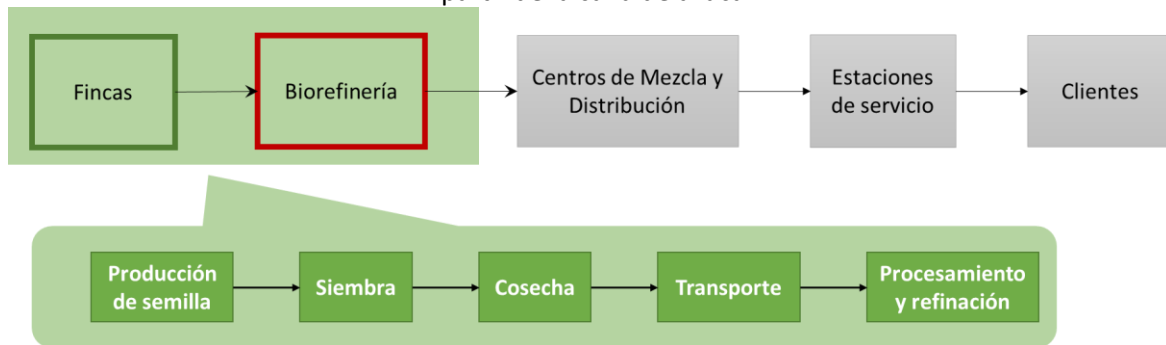 Fincas
Biorefinería
Centros de Mezcla y
Distribución
Estaciones
de servicio
Clientes
Producción
de semilla
Siembra
Cosecha
Transporte
Procesamiento
y refinación